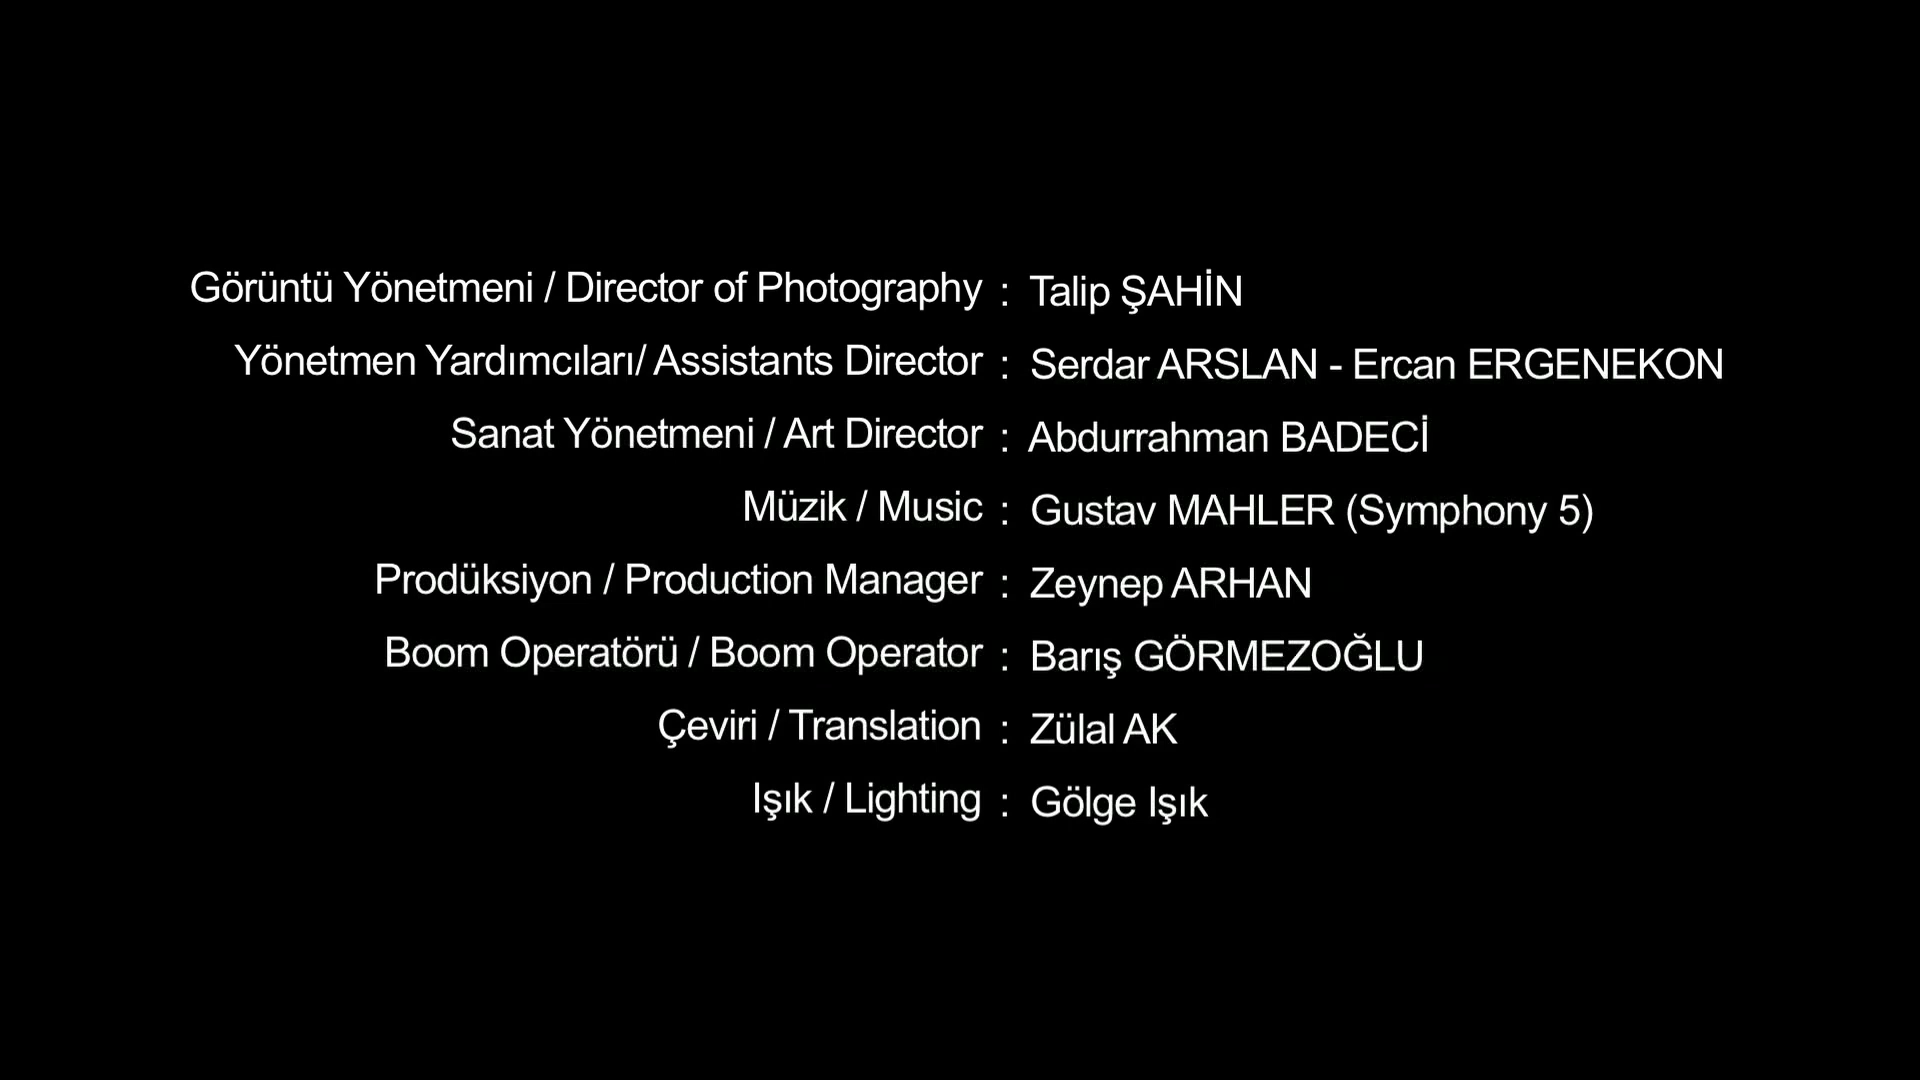 Görüntü Yönetmeni / Director of Photography : Talip ŞAHİN
Yönetmen Yardımcıları/ Assistants Director : Serdar ARSLAN - Ercan ERGENEKON
Sanat Yönetmeni / Art Director : Abdurrahman BADECİ
Müzik / Music : Gustav MAHLER (Symphony 5)
Prodüksiyon / Production Manager : Zeynep ARHAN
Boom Operatörü / Boom Operator : Barış GÖRMEZOĞLU
Çeviri / Translation : Zülal AK
Işık / Lighting : Gölge Işık